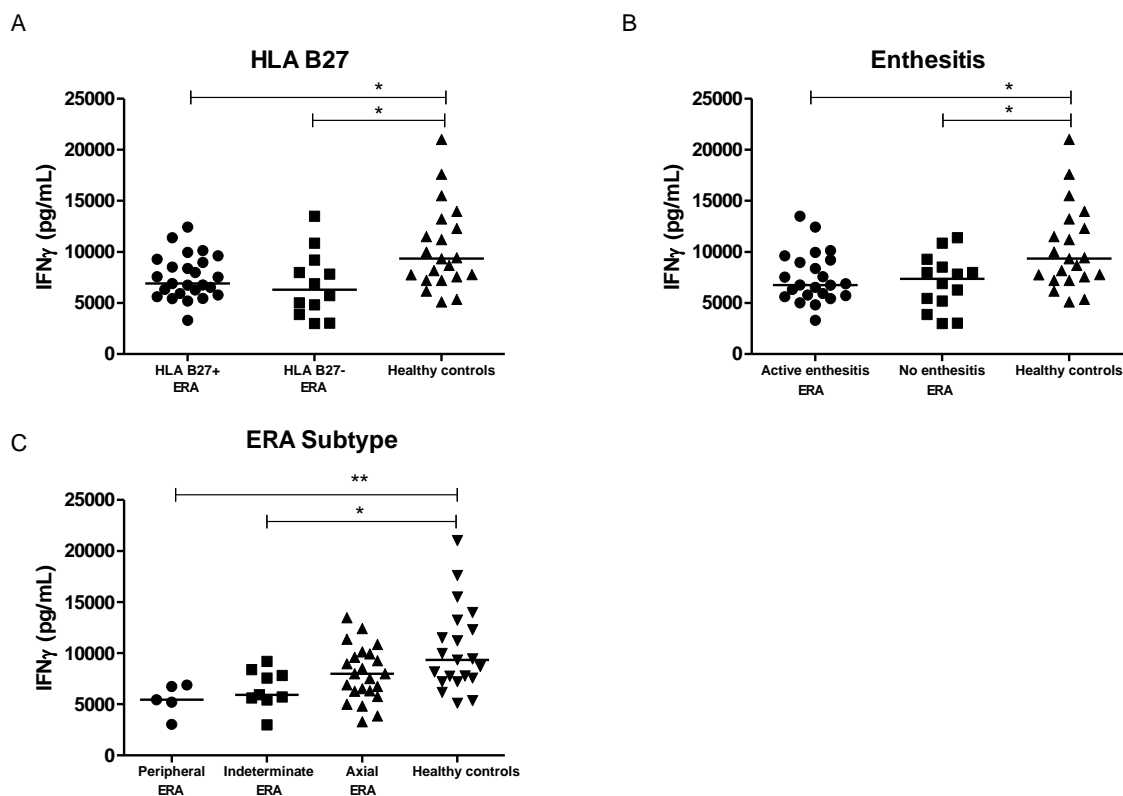 A
HLA B27
*
*
25000
20000
15000
10000
5000
0
IFNγ (pg/mL)
HLA B27+
ERA
HLA B27-
ERA
Healthy controls
B
Enthesitis
*
*
25000
20000
15000
10000
5000
0
IFNγ (pg/mL)
Active enthesitis
ERA
No enthesitis
ERA
Healthy controls
C
ERA Subtype
**
*
25000
20000
15000
10000
5000
0
IFNγ (pg/mL)
Peripheral
ERA
Indeterminate
ERA
Axial
ERA
Healthy controls